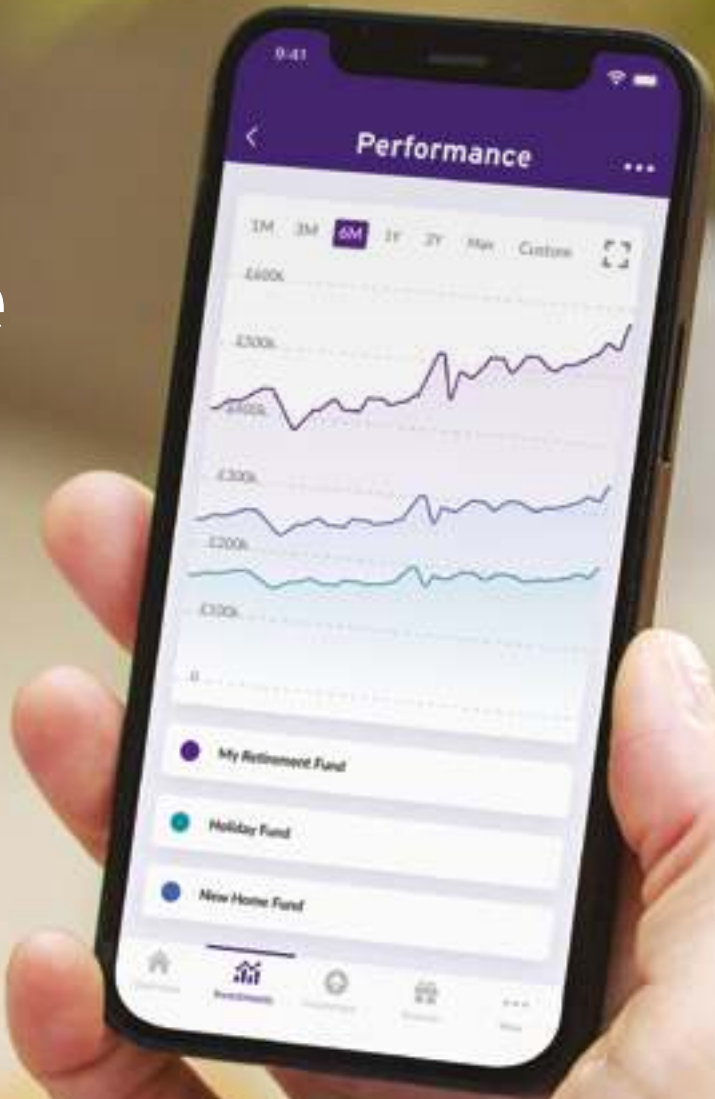 e
9:41
Performance
1M 3M 6M 1Y 2Y Max Custom
£600k
£500k
£400k
£300k
£200k
£100k
0
My Retirement Fund
Holiday Fund
New Home Fund
Investments